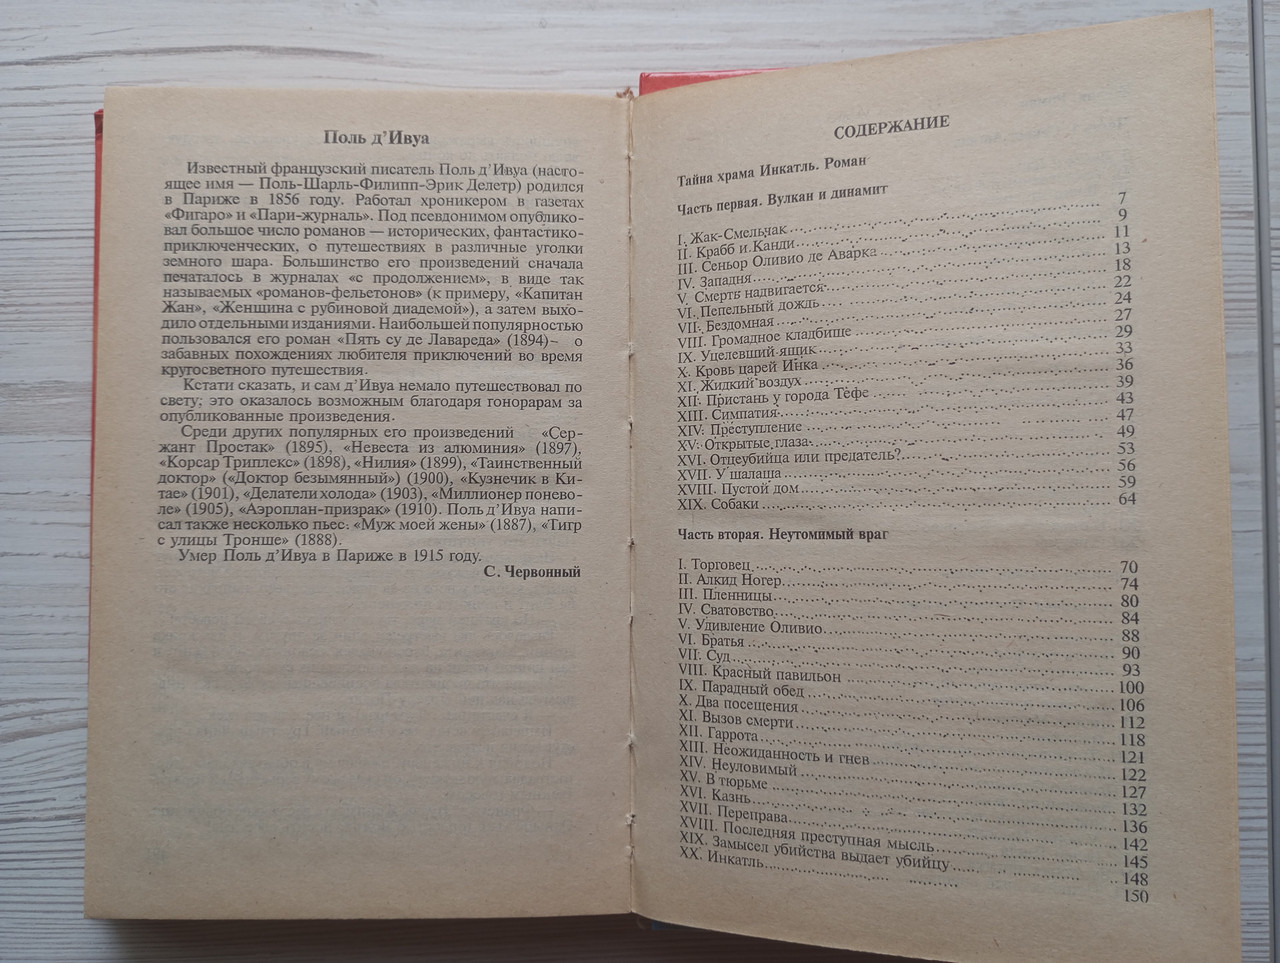 Поль д'Ивуа
Известный французский писатель Поль д'Ивуа (насто-
ящее имя — Поль-Шарль-Филипп-Эрик Делетр) родился
в Париже в 1856 году. Работал хроникером в газетах
«Фигаро» и «Пари-журналь». Под псевдонимом опублико-
вал большое число романов — исторических, фантастико-
приключенческих, о путешествиях в различные уголки
земного шара. Большинство его произведений сначала
печаталось в журналах «с продолжением», в виде так
называемых «романов-фельетонов» (к примеру, «Капитан
Жан», «Женщина с рубиновой диадемой»), а затем выхо-
дило отдельными изданиями. Наибольшей популярностью
пользовался его роман «Пять су де Лавареда» (1894) – о
забавных похождениях любителя приключений во время
кругосветного путешествия.
Кстати сказать, и сам д'Ивуа немало путешествовал по
свету; это оказалось возможным благодаря гонорарам за
опубликованные произведения.
Среди других популярных его произведений «Сер-
жант Простак» (1895), «Невеста из алюминия» (1897),
«Корсар Триплекс» (1898), «Нилия» (1899), «Таинственный
доктор» («Доктор безымянный») (1900), «Кузнечик в Ки-
тае» (1901), «Делатели холода» (1903), «Миллионер понево-
ле» (1905), «Аэроплан-призрак» (1910). Поль д'Ивуа напи-
сал также несколько пьес: «Муж моей жены» (1887), «Тигр
с улицы Тронше» (1888).
Умер Поль д'Ивуа в Париже в 1915 году.
С. Червонный
СОДЕРЖАНИЕ
Тайна храма Инкатль. Роман
Часть первая. Вулкан и динамит
I. Жак-Смельчак 7
II. Крабб и Канди 9
III. Сеньор Оливио де Аварка 11
IV. Западня 13
V. Смерть надвигается 18
VI. Пепельный дождь 22
VII. Бездомная 24
VIII. Громадное кладбище 27
IX. Уцелевший ящик 29
X. Кровь царей Инка 33
XI. Жидкий воздух 36
XII. Пристань у города Тефе 39
XIII. Симпатия 43
XIV. Преступление 47
XV. Открытые глаза 49
XVI. Отцеубийца или предатель? 53
XVII. У шалаша 56
XVIII. Пустой дом 59
XIX. Собаки 64
Часть вторая. Неутомимый враг
I. Торговец 70
II. Алкид Ногер 74
III. Пленницы 80
IV. Сватовство 84
V. Удивление Оливио 88
VI. Братья 90
VII. Суд 93
VIII. Красный павильон 100
IX. Парадный обед 106
X. Два посещения 112
XI. Вызов смерти 118
XII. Гаррота 121
XIII. Неожиданность и гнев 122
XIV. Неуловимый 127
XV. В тюрьме 132
XVI. Казнь 136
XVII. Переправа 142
XVIII. Последняя преступная мысль 145
XIX. Замысел убийства выдает убийцу 148
XX. Инкатль 150